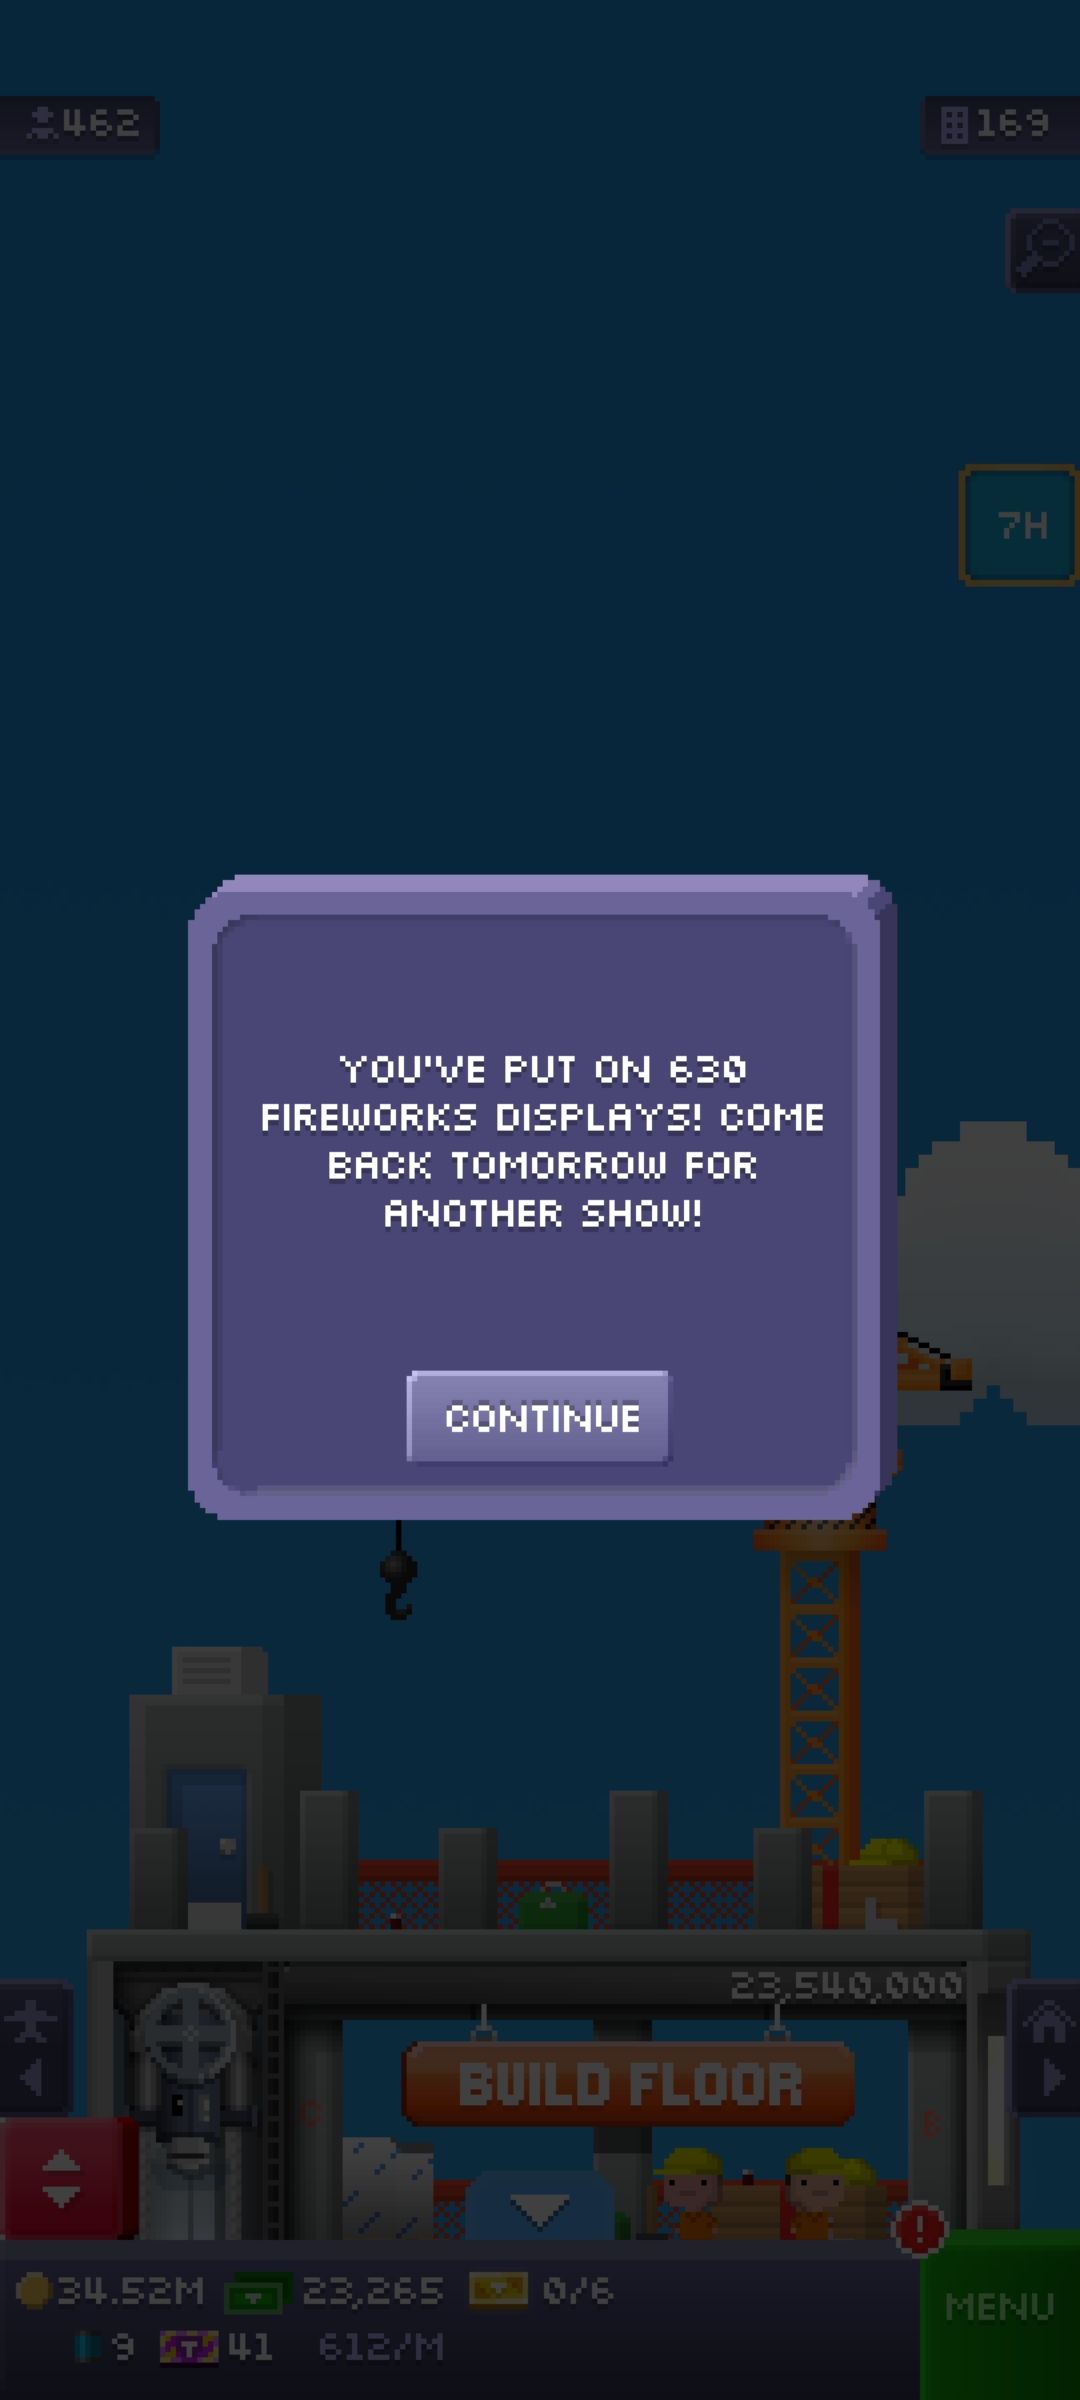 462
169
7H
YOU'VE PUT ON 630
FIREWORKS DISPLAYS! COME
BACK TOMORROW FOR
ANOTHER SHOW!
CONTINUE
23,540,000
BUILD FLOOR
C
B
!
34.52M 23,265 0/6
MENU
9 T 41 612/M